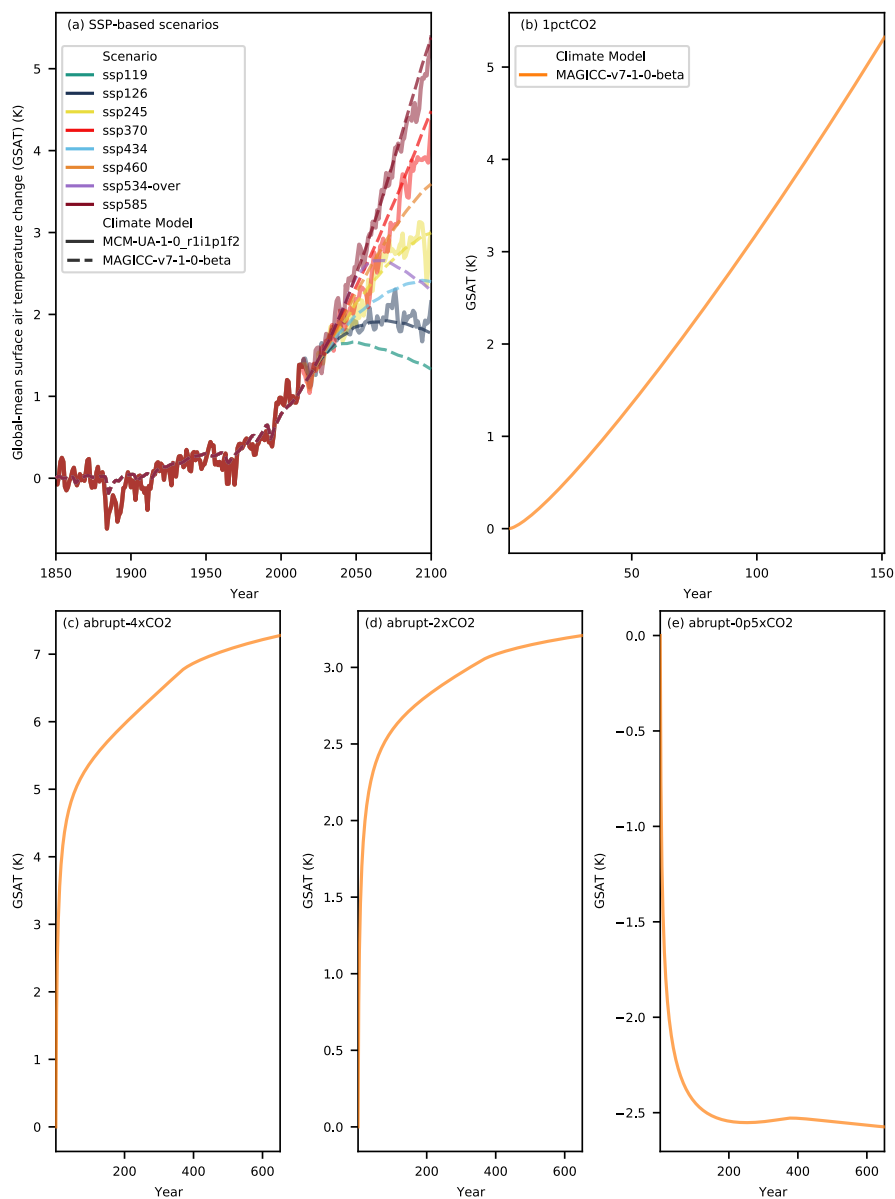 (a) SSP-based scenarios
Global-mean surface air temperature change (GSAT) (K)
5
4
3
2
1
0
Scenario
ssp119
ssp126
ssp245
ssp370
ssp434
ssp460
ssp534-over
ssp585
Climate Model
MCM-UA-1-0_r1i1p1f2
MAGICC-v7-1-0-beta
1850 1900 1950 2000 2050 2100
Year
(b) 1pctCO2
GSAT (K)
5
4
3
2
1
0
Climate Model
MAGICC-v7-1-0-beta
50 100 150
Year
(c) abrupt-4xCO2
GSAT (K)
7
6
5
4
3
2
1
0
200 400 600
Year
(d) abrupt-2xCO2
GSAT (K)
3.0
2.5
2.0
1.5
1.0
0.5
0.0
200 400 600
Year
(e) abrupt-0p5xCO2
GSAT (K)
0.0
−0.5
−1.0
−1.5
−2.0
−2.5
200 400 600
Year